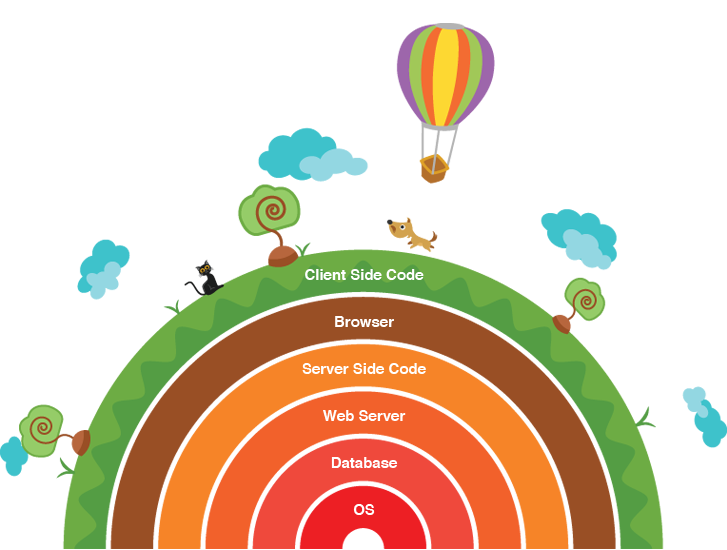 Client Side Code
Browser
Server Side Code
Web Server
Database
OS